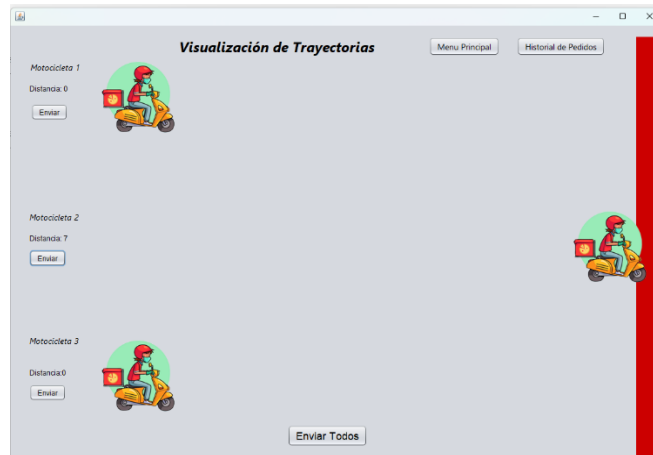 Visualización de Trayectorias
Menu Principal
Historial de Pedidos
Motocicleta 1
Distancia: 0
Enviar
Motocicleta 2
Distancia: 7
Enviar
Motocicleta 3
Distancia:0
Enviar
Enviar Todos